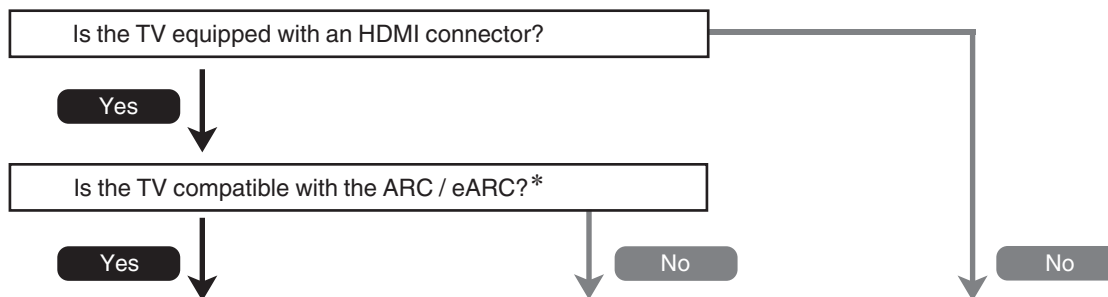 Is the TV equipped with an HDMI connector?
Yes
Is the TV compatible with the ARC / eARC?*
Yes
No
No